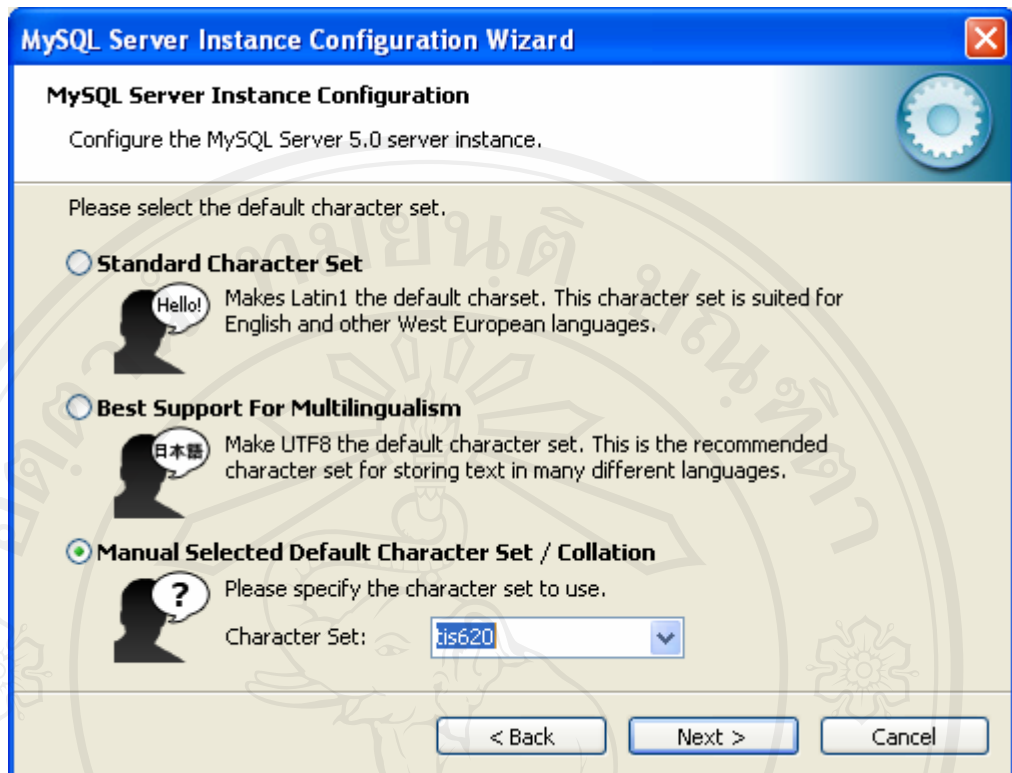 MySQL Server Instance Configuration Wizard
MySQL Server Instance Configuration
Configure the MySQL Server 5.0 server instance.
Please select the default character set.
Standard Character Set
Hello!
Makes Latin1 the default charset. This character set is suited for
English and other West European languages.
Best Support For Multilingualism
日本語
Make UTF8 the default character set. This is the recommended
character set for storing text in many different languages.
Manual Selected Default Character Set / Collation
?
Please specify the character set to use.
Character Set:
tis620
< Back
Next >
Cancel